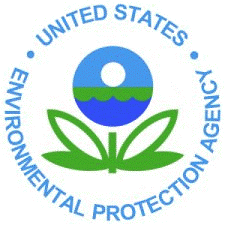 UNITED STATES
ENVIRONMENTAL PROTECTION AGENCY